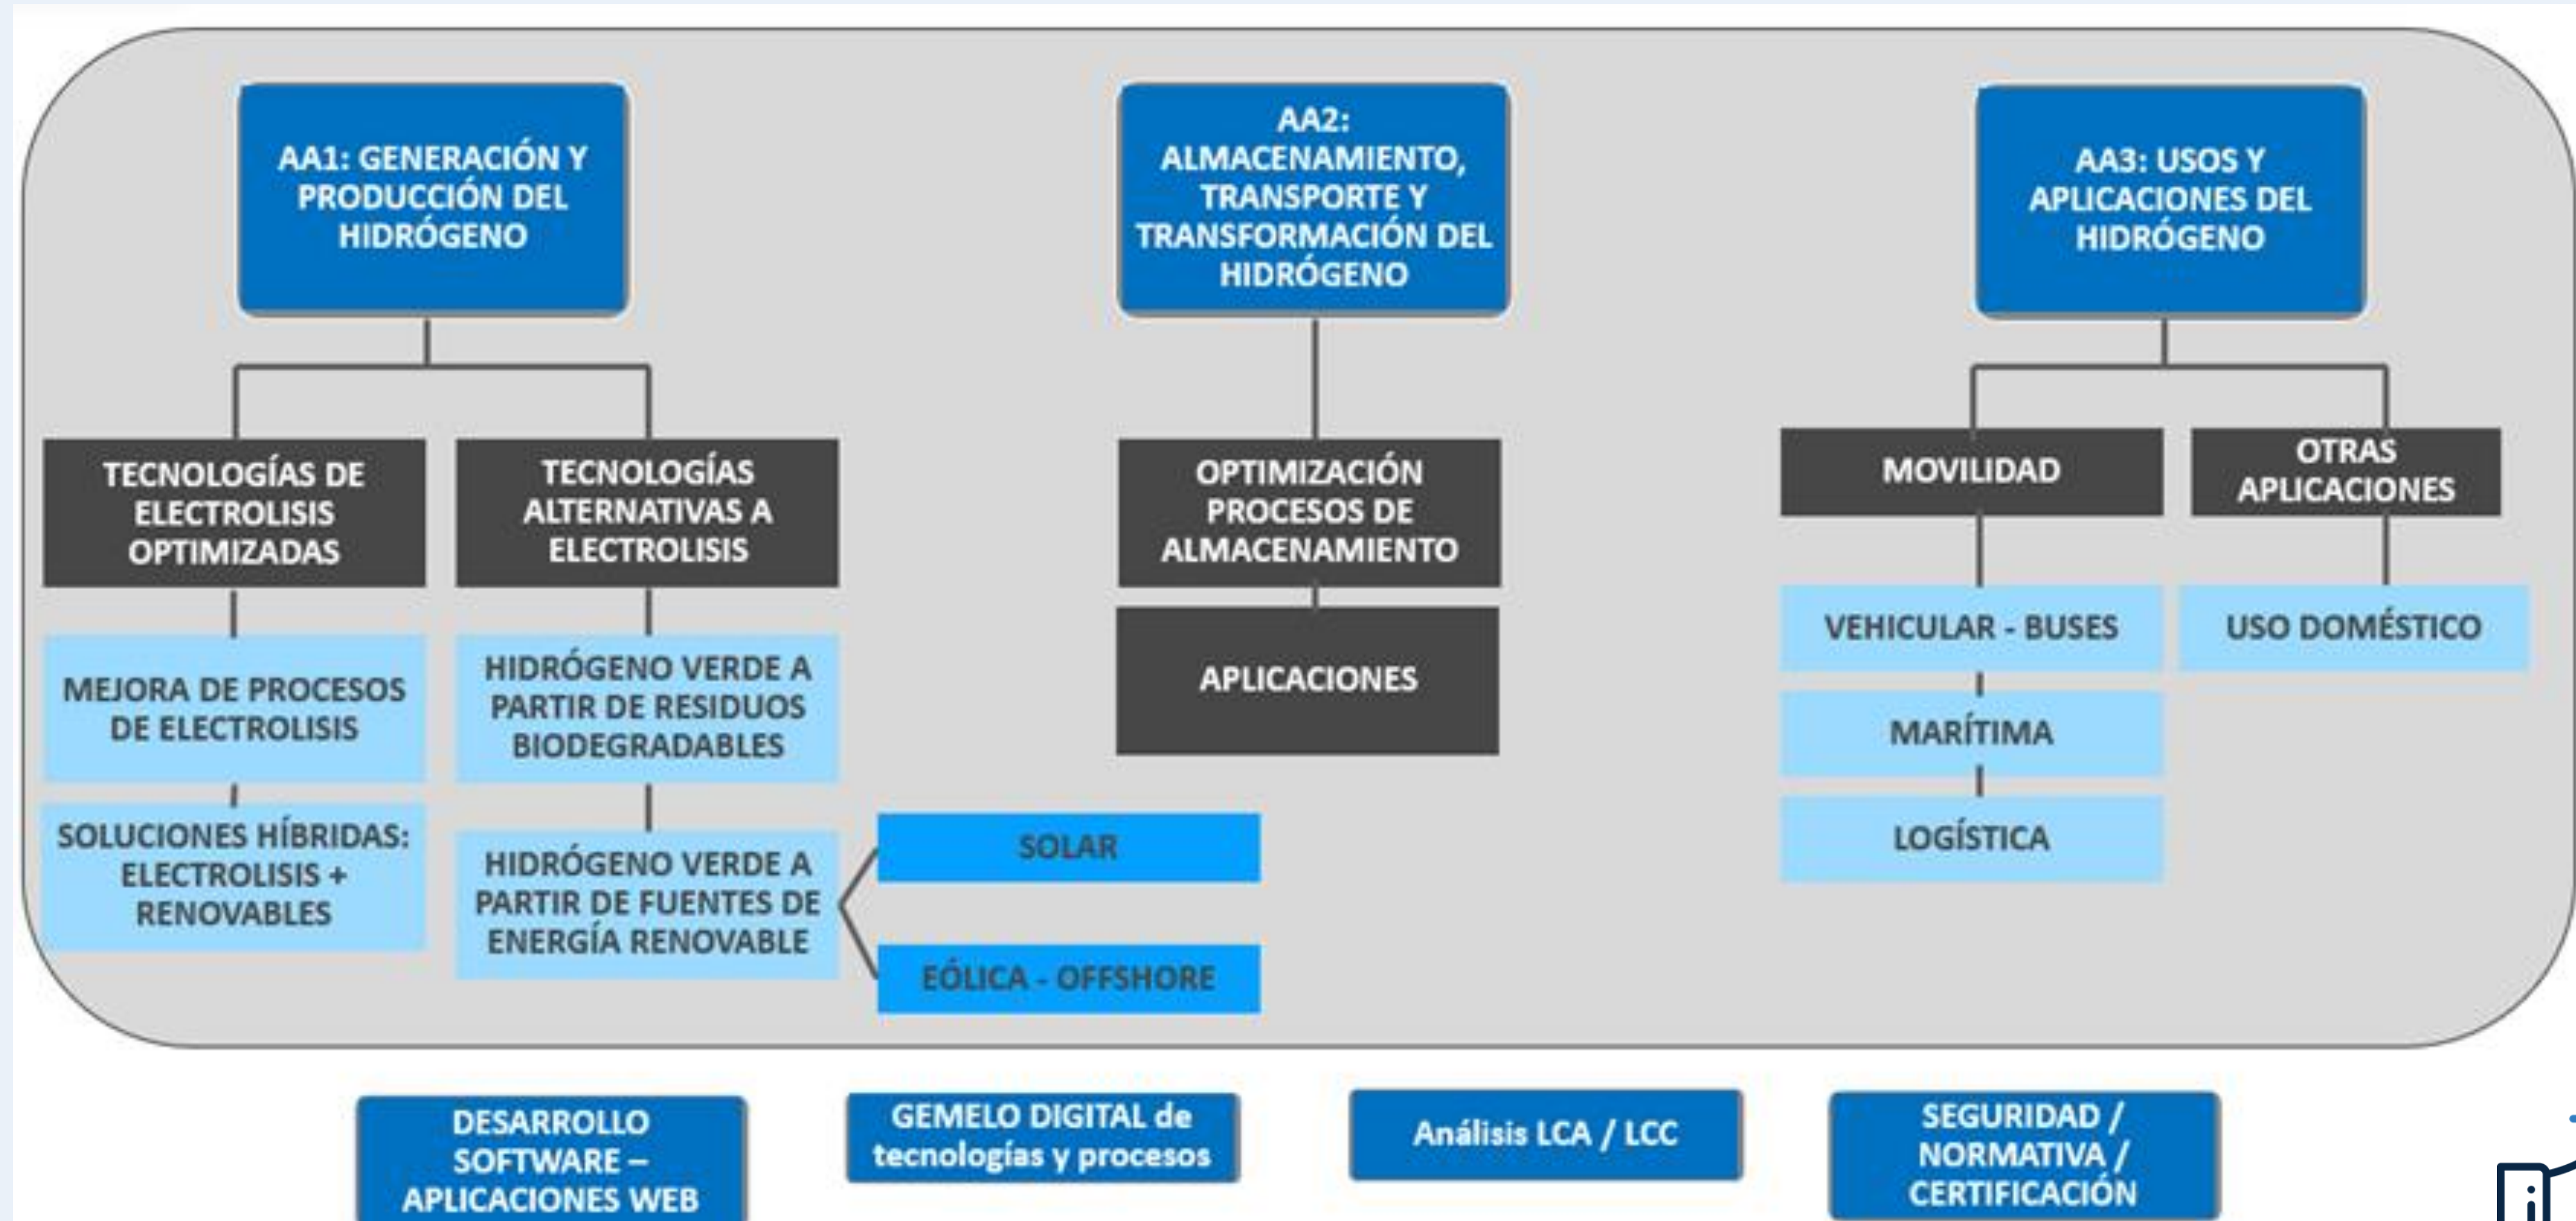 AA1: GENERACIÓN Y
PRODUCCIÓN DEL
HIDRÓGENO
TECNOLOGÍAS DE
ELECTROLISIS
OPTIMIZADAS
MEJORA DE PROCESOS
DE ELECTROLISIS
SOLUCIONES HÍBRIDAS:
ELECTROLISIS +
RENOVABLES
TECNOLOGÍAS
ALTERNATIVAS A
ELECTROLISIS
HIDRÓGENO VERDE A
PARTIR DE RESIDUOS
BIODEGRADABLES
HIDRÓGENO VERDE A
PARTIR DE FUENTES DE
ENERGÍA RENOVABLE
SOLAR
EÓLICA - OFFSHORE
AA2:
ALMACENAMIENTO,
TRANSPORTE Y
TRANSFORMACIÓN DEL
HIDRÓGENO
OPTIMIZACIÓN
PROCESOS DE
ALMACENAMIENTO
APLICACIONES
AA3: USOS Y
APLICACIONES DEL
HIDRÓGENO
MOVILIDAD
VEHICULAR - BUSES
MARÍTIMA
LOGÍSTICA
OTRAS
APLICACIONES
USO DOMÉSTICO
DESARROLLO
SOFTWARE –
APLICACIONES WEB
GEMELO DIGITAL de
tecnologías y procesos
Análisis LCA / LCC
SEGURIDAD /
NORMATIVA /
CERTIFICACIÓN